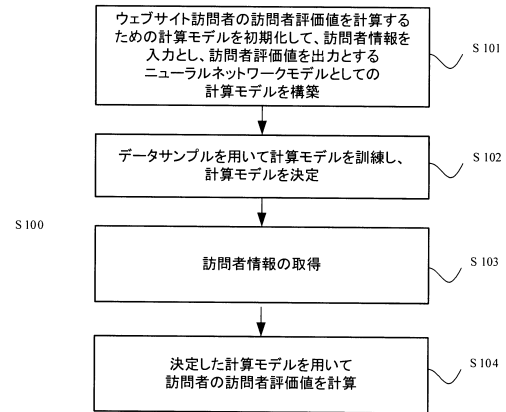 ウェブサイト訪問者の訪問者評価値を計算する
ための計算モデルを初期化して、訪問者情報を
入力とし、訪問者評価値を出力とする
ニューラルネットワークモデルとしての
計算モデルを構築
S 101
データサンプルを用いて計算モデルを訓練し、
計算モデルを決定
S 102
S 100
訪問者情報の取得
S 103
決定した計算モデルを用いて
訪問者の訪問者評価値を計算
S 104